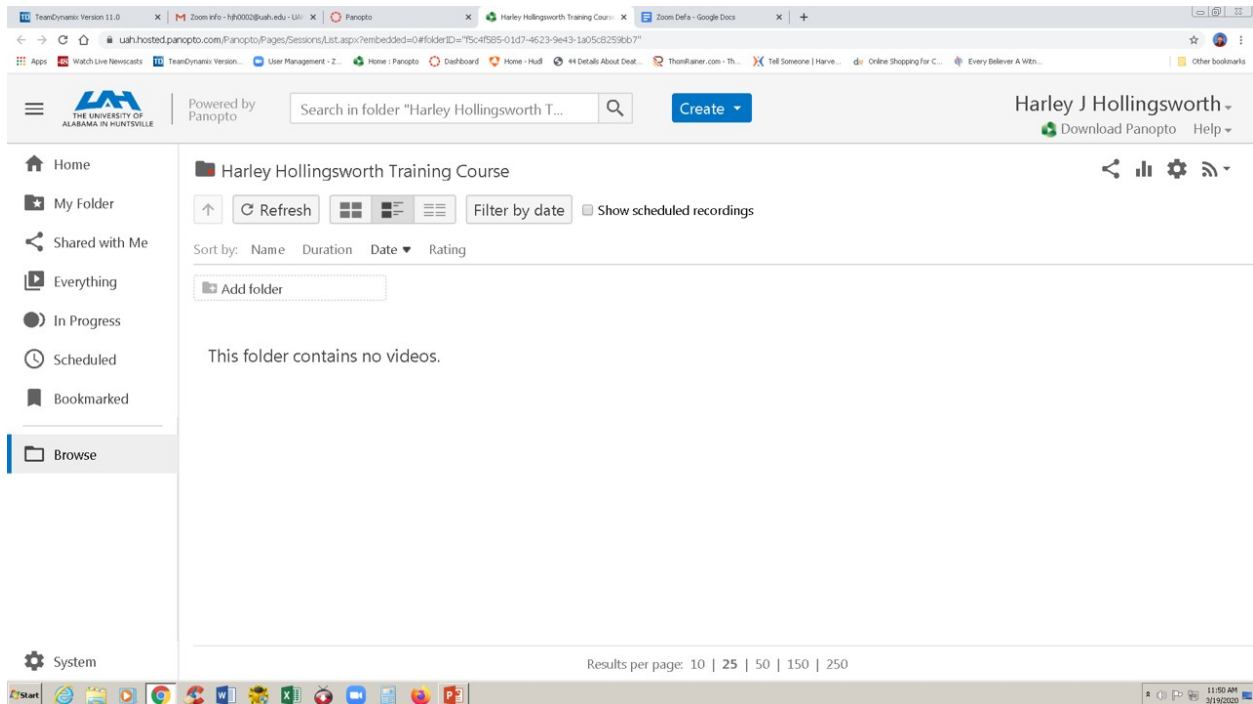 TeamDynamix Version 11.0
Zoom info - hjh0002@uah.edu - UAH
Panopto
Harley Hollingsworth Training Course
Zoom Defa - Google Docs
uah.hosted.panopto.com/Panopto/Pages/Sessions/List.aspx?embedded=0#folderID="f5c4f585-01d7-4623-9e43-1a05c8259bb7"
Apps
48 Watch Live Newscasts
TD TeamDynamix Version...
User Management - Z...
Home : Panopto
Dashboard
Home - Hudl
44 Details About Deat...
ThomRainer.com - Th...
Tell Someone | Harve...
Online Shopping for C...
Every Believer A Witn...
Other bookmarks
UAH
THE UNIVERSITY OF
ALABAMA IN HUNTSVILLE
Powered by
Panopto
Search in folder "Harley Hollingsworth T...
Create
Harley J Hollingsworth
Download Panopto Help
Home
My Folder
Shared with Me
Everything
In Progress
Scheduled
Bookmarked
Browse
System
Harley Hollingsworth Training Course
Refresh
Filter by date
Show scheduled recordings
Sort by: Name Duration Date ▼ Rating
Add folder
This folder contains no videos.
Results per page: 10 | 25 | 50 | 150 | 250
Start
11:50 AM
3/19/2020